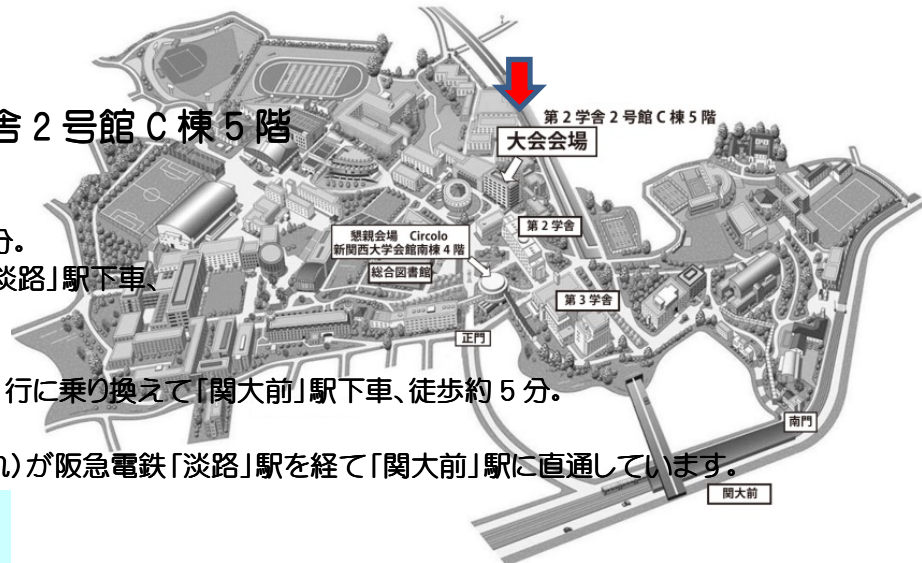 舎２号館Ｃ棟５階
第２学舎２号館Ｃ棟５階
大会会場
第２学舎
懇親会場 Circolo
新関西大学会館南棟４階
総合図書館
分。
淡路」駅下車、
第３学舎
正門
行に乗り換えて「関大前」駅下車、徒歩約５分。
南門
）が阪急電鉄「淡路」駅を経て「関大前」駅に直通しています。
関大前